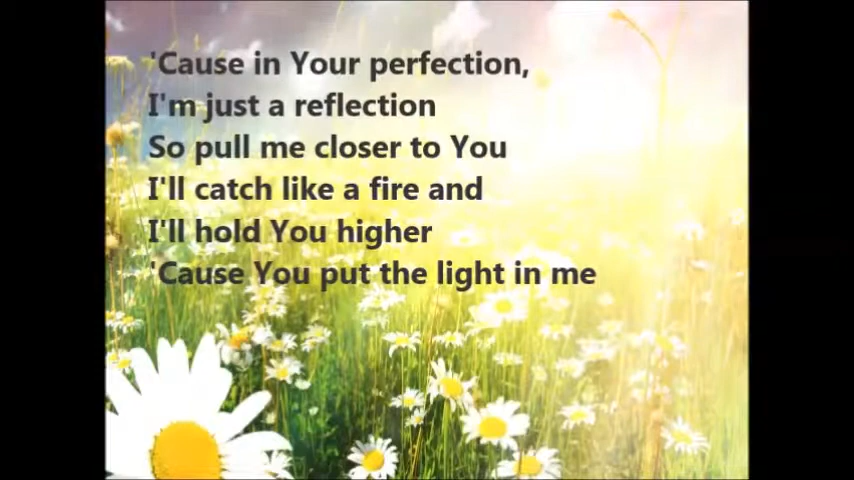 'Cause in Your perfection,
I'm just a reflection
So pull me closer to You
I'll catch like a fire and
I'll hold You higher
'Cause You put the light in me